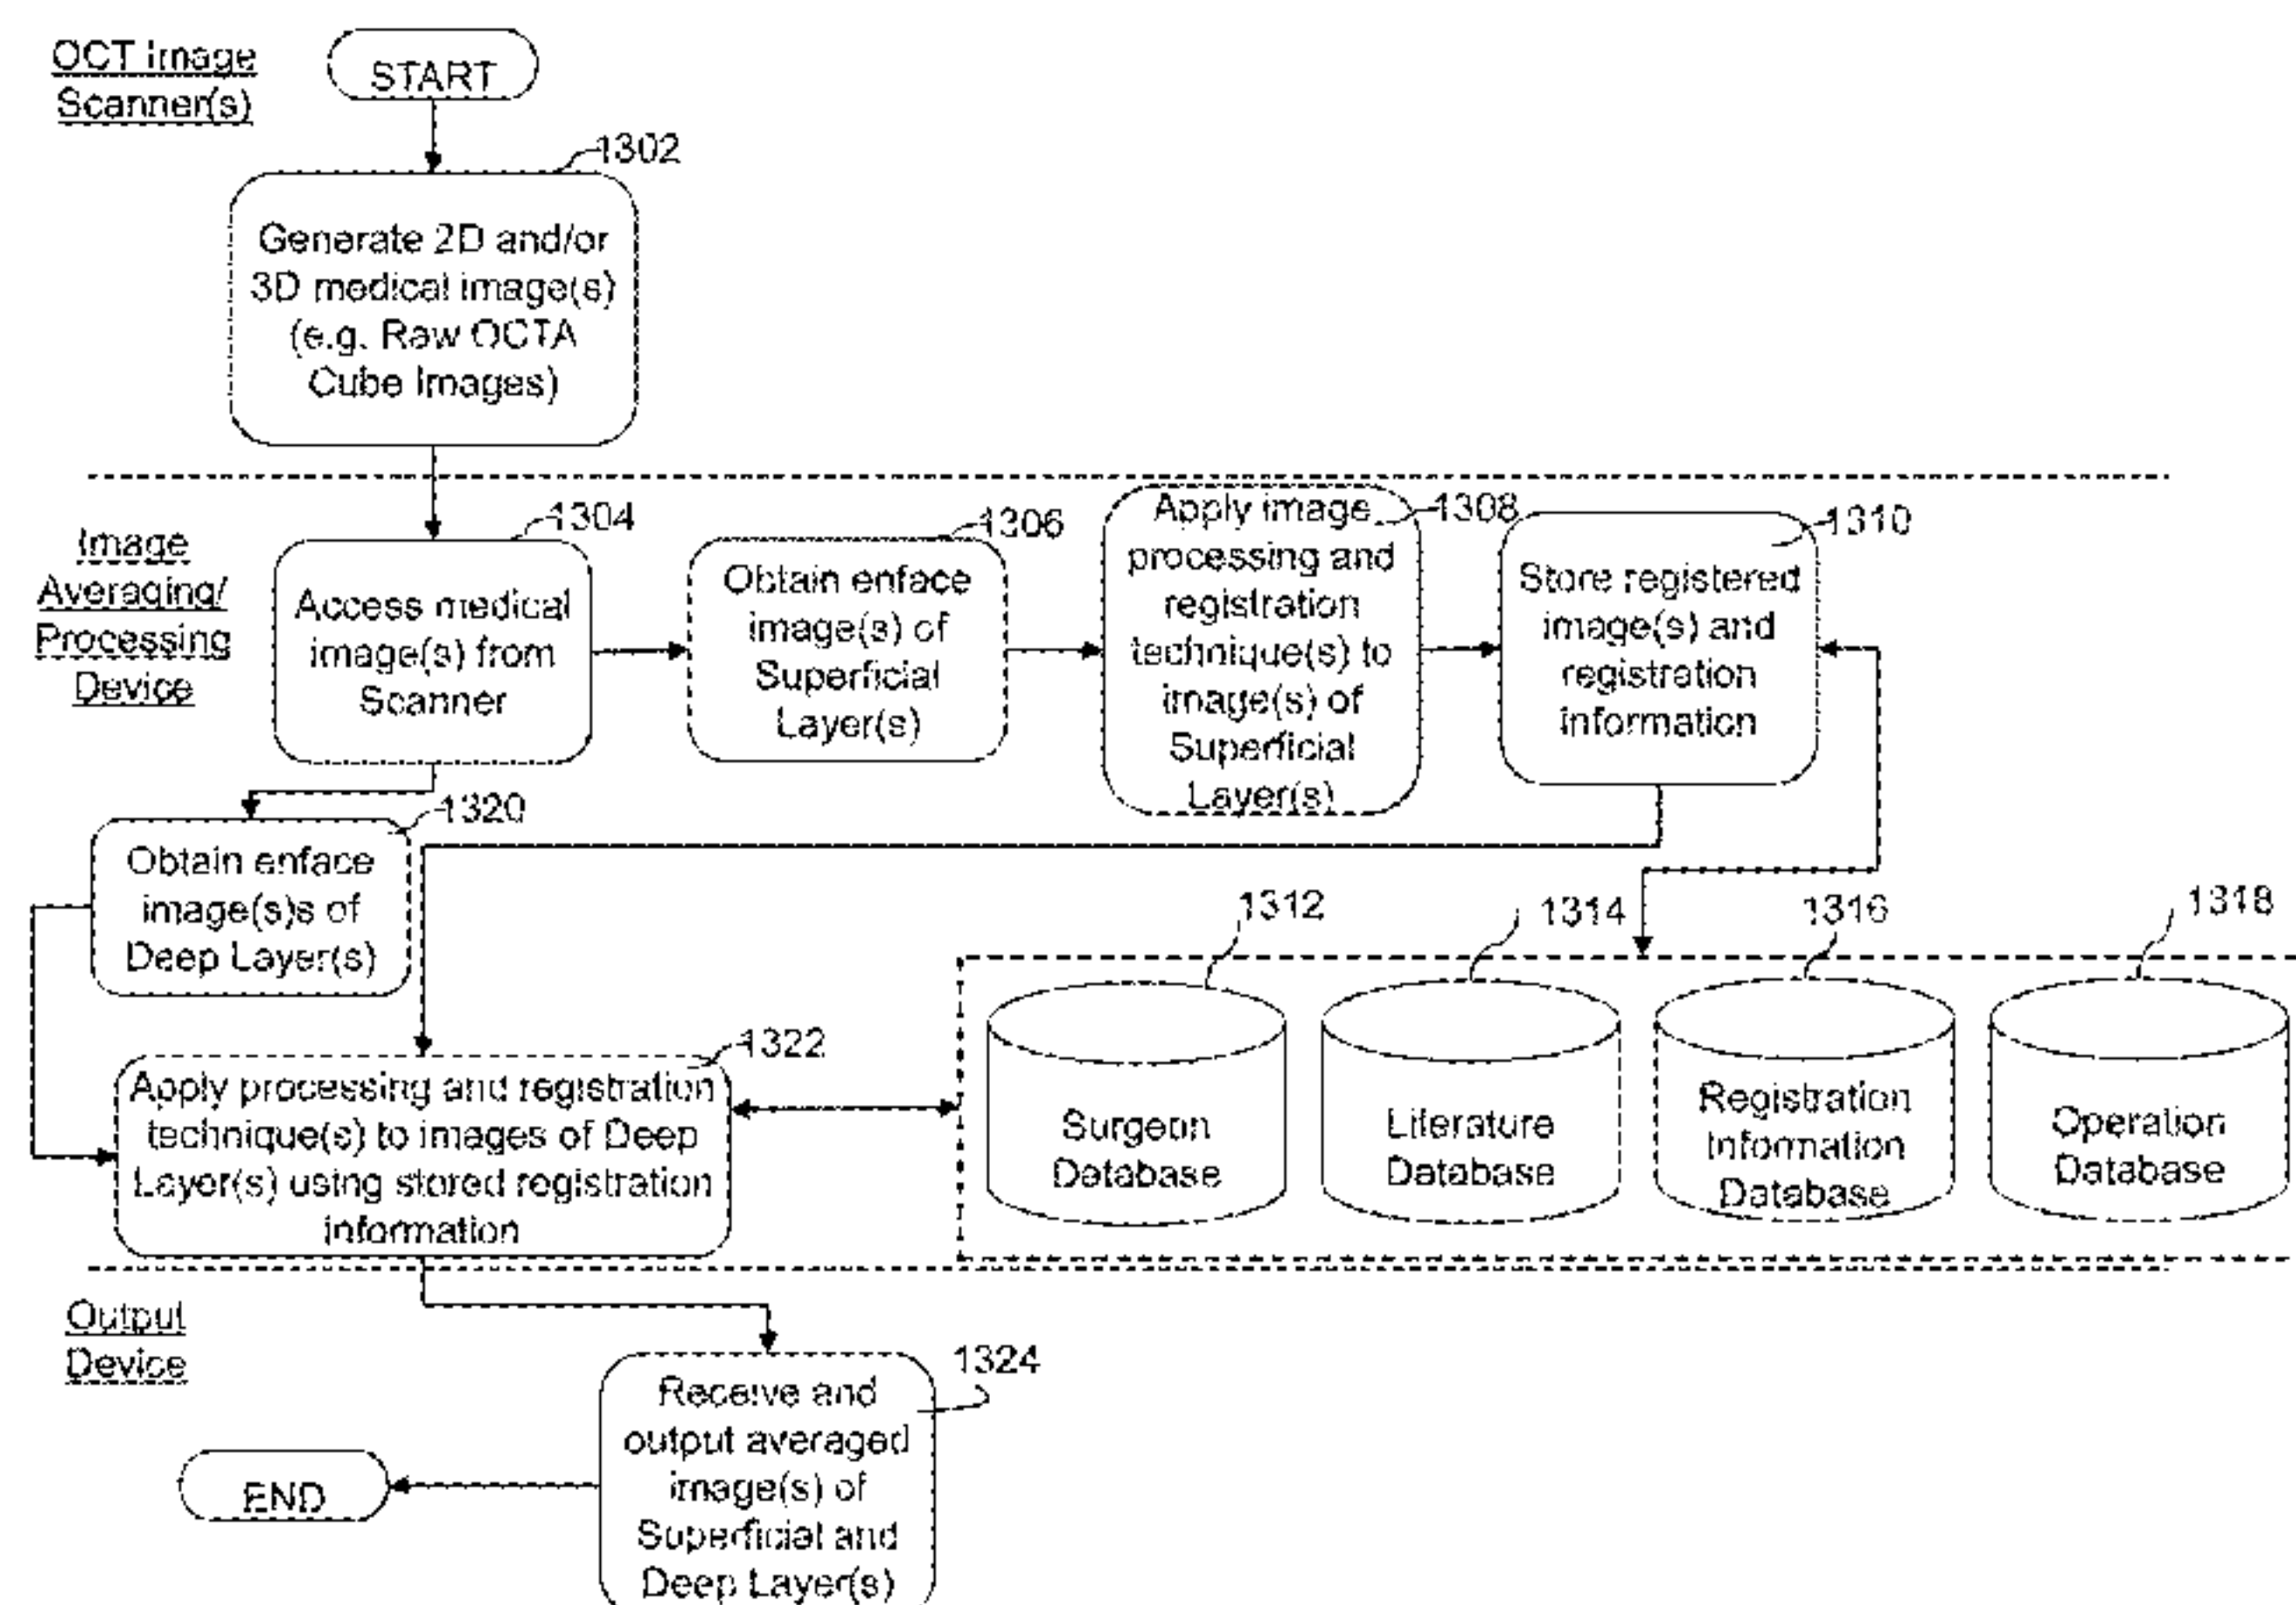 OCT Image
Scanner(s)
START
1302
Generate 2D and/or
3D medical image(s)
(e.g. Raw OCTA
Cube Images)
Image
Averaging/
Processing
Device
1304
Access medical
image(s) from
Scanner
1306
Obtain enface
image(s) of
Superficial
Layer(s)
1308
Apply image
processing and
registration
technique(s) to
image(s) of
Superficial
Layer(s)
1310
Store registered
image(s) and
registration
information
1320
Obtain enface
image(s)s of
Deep Layer(s)
1322
Apply processing and registration
technique(s) to images of Deep
Layer(s) using stored registration
information
1312
Surgeon
Database
1314
Literature
Database
1316
Registration
Information
Database
1318
Operation
Database
Output
Device
1324
Receive and
output averaged
image(s) of
Superficial and
Deep Layer(s)
END